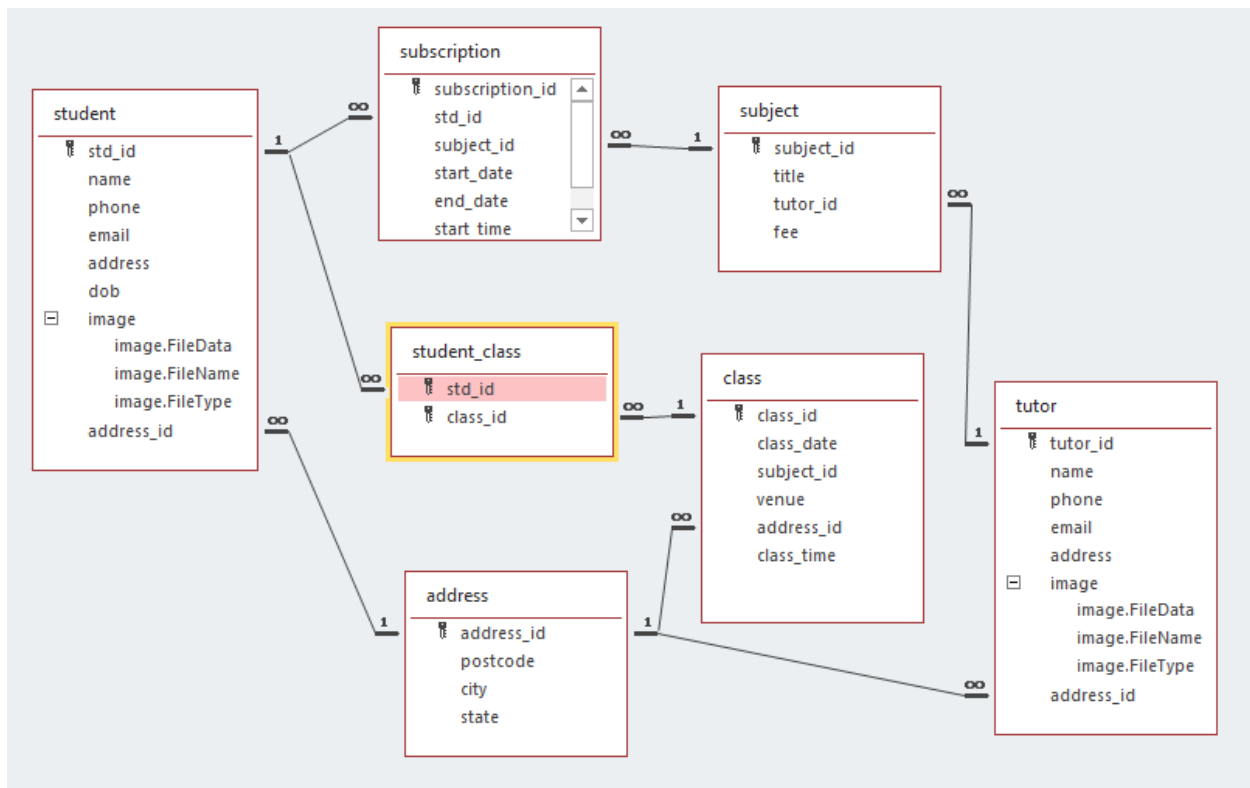 subscription
subscription_id
std_id
subject_id
start_date
end_date
start time
student
std_id
name
phone
email
address
dob
image
image.FileData
image.FileName
image.FileType
address_id
subject
subject_id
title
tutor_id
fee
student_class
std_id
class_id
class
class_id
class_date
subject_id
venue
address_id
class_time
tutor
tutor_id
name
phone
email
address
image
image.FileData
image.FileName
image.FileType
address_id
address
address_id
postcode
city
state
1
∞
∞
∞
1
∞
1
∞
1
∞
1
∞
1
∞